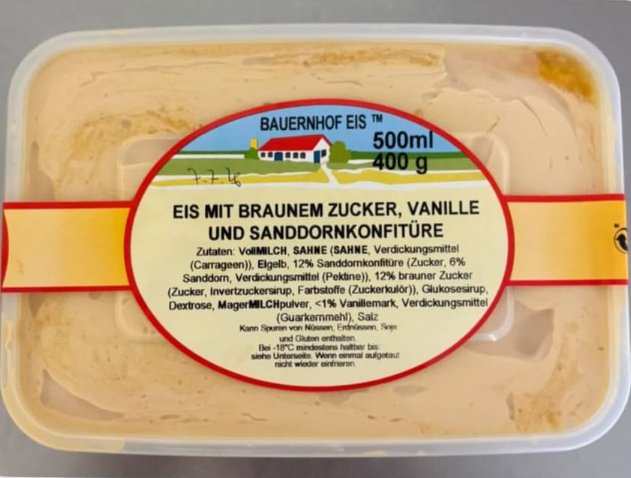 BAUERNHOF EIS ™
500ml
400 g
7.7.26
EIS MIT BRAUNEM ZUCKER, VANILLE
UND SANDDORNKONFITÜRE
Zutaten: VollMILCH, SAHNE (SAHNE, Verdickungsmittel
(Carrageen)), Eigelb, 12% Sanddornkonfitüre (Zucker, 6%
Sanddorn, Verdickungsmittel (Pektine)), 12% brauner Zucker
(Zucker, Invertzuckersirup, Farbstoffe (Zuckerkulör)), Glukosesirup,
Dextrose, MagerMILCHpulver, <1% Vanillemark, Verdickungsmittel
(Guarkernmehl), Salz
Kann Spuren von Nüssen, Erdnüssen, Soja
und Gluten enthalten.
Bei -18°C mindestens haltbar bis:
siehe Unterseite. Wenn einmal aufgetaut
nicht wieder einfrieren.